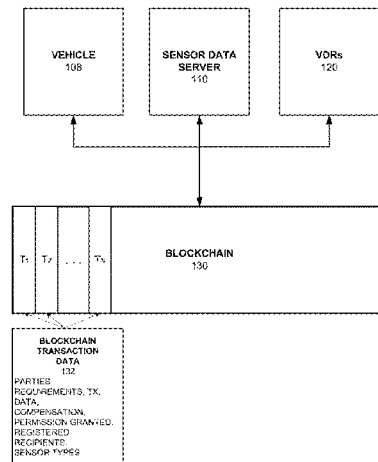 VEHICLE
108
SENSOR DATA
SERVER
110
VDRs
120
T1
T2
. . .
TN
BLOCKCHAIN
130
BLOCKCHAIN
TRANSACTION
DATA
132
PARTIES
REQUIREMENTS, TX,
DATA,
COMPENSATION,
PERMISSION GRANTED,
REGISTERED
RECIPIENTS,
SENSOR TYPES